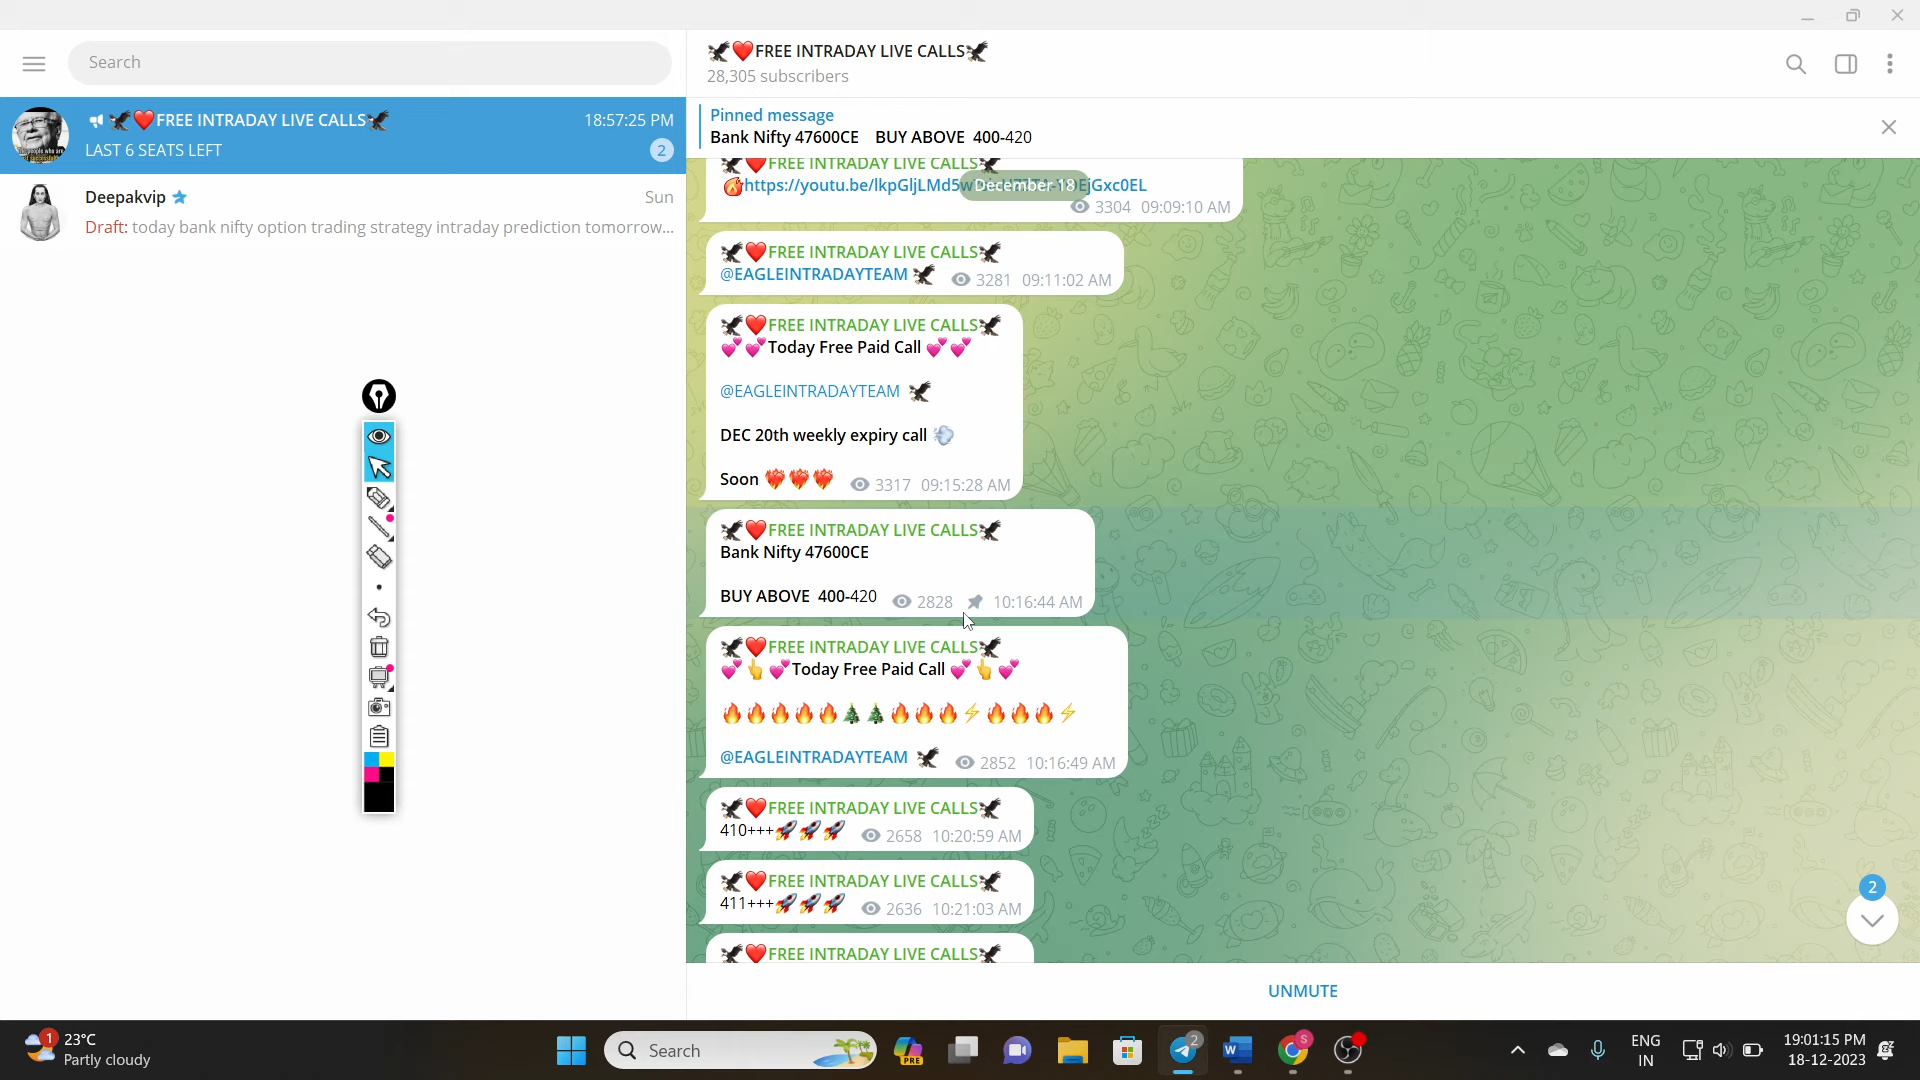 Search
FREE INTRADAY LIVE CALLS
18:57:25 PM
LAST 6 SEATS LEFT
2
Deepakvip
Sun
Draft: today bank nifty option trading strategy intraday prediction tomorrow...
FREE INTRADAY LIVE CALLS
28,305 subscribers
Pinned message
Bank Nifty 47600CE BUY ABOVE 400-420
FREE INTRADAY LIVE CALLS
December 18
3304 09:09:10 AM
FREE INTRADAY LIVE CALLS
@EAGLEINTRADAYTEAM
3281 09:11:02 AM
FREE INTRADAY LIVE CALLS
Today Free Paid Call
@EAGLEINTRADAYTEAM
DEC 20th weekly expiry call
Soon
3317 09:15:28 AM
FREE INTRADAY LIVE CALLS
Bank Nifty 47600CE
BUY ABOVE 400-420
2828 10:16:44 AM
FREE INTRADAY LIVE CALLS
Today Free Paid Call
@EAGLEINTRADAYTEAM
2852 10:16:49 AM
FREE INTRADAY LIVE CALLS
410+++
2658 10:20:59 AM
FREE INTRADAY LIVE CALLS
411+++
2636 10:21:03 AM
FREE INTRADAY LIVE CALLS
2
UNMUTE
1
23°C
Partly cloudy
Search
PRE
2
W
S
ENG
IN
19:01:15 PM
18-12-2023